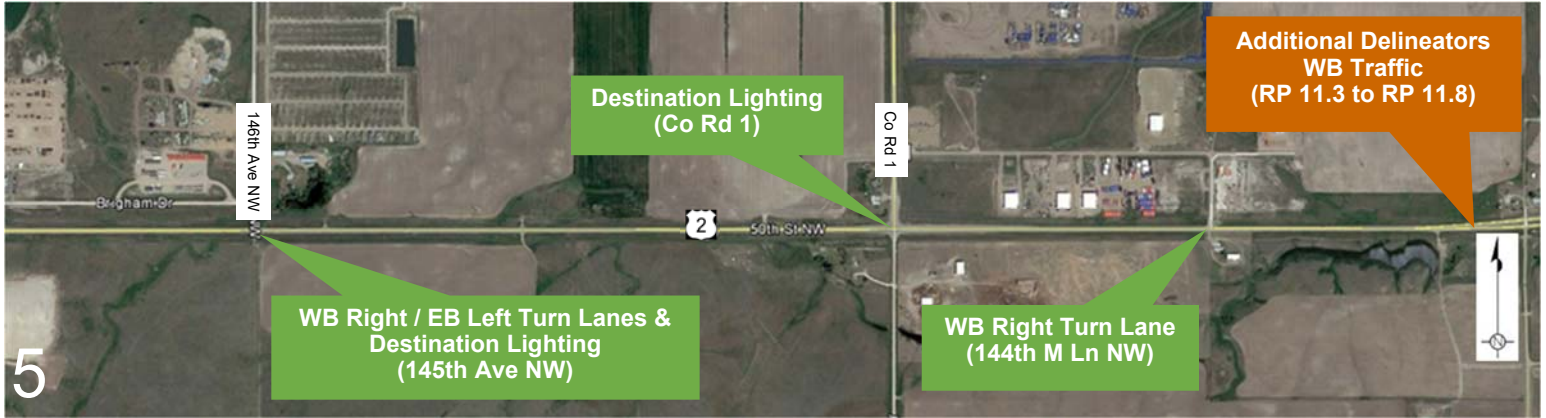 Additional Delineators
WB Traffic
(RP 11.3 to RP 11.8)
Destination Lighting
(Co Rd 1)
146th Ave NW
Co Rd 1
Brigham Dr
2
50th St NW
WB Right / EB Left Turn Lanes &
Destination Lighting
(145th Ave NW)
WB Right Turn Lane
(144th M Ln NW)
N
5